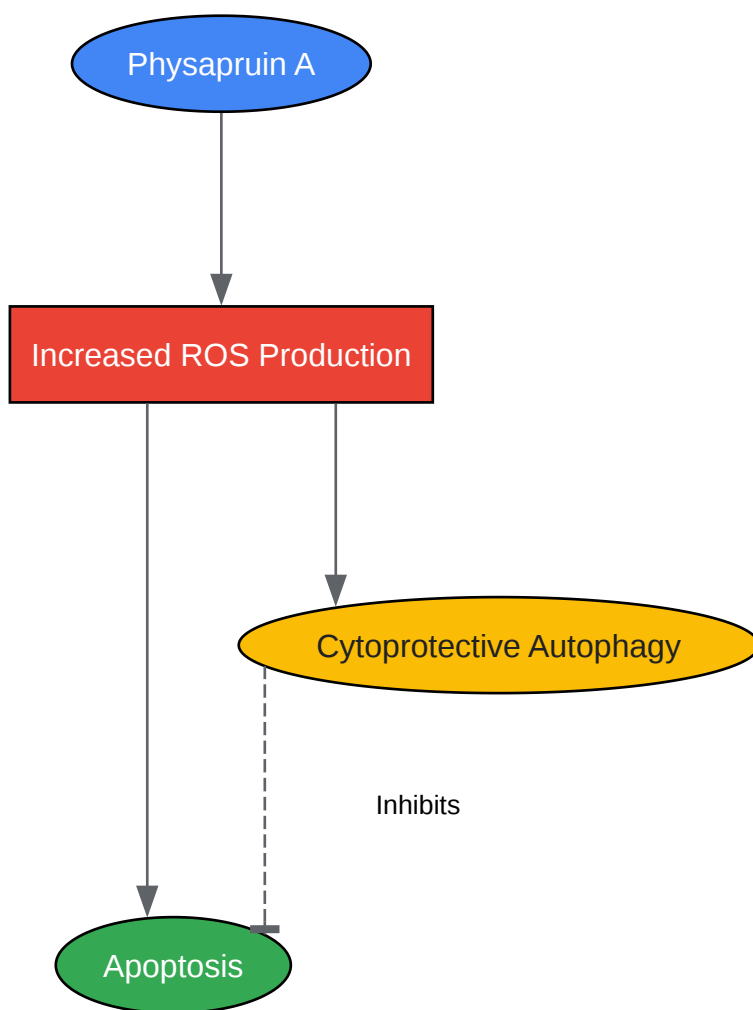 Physapruin A
Increased ROS Production
Cytoprotective Autophagy
Inhibits
Apoptosis